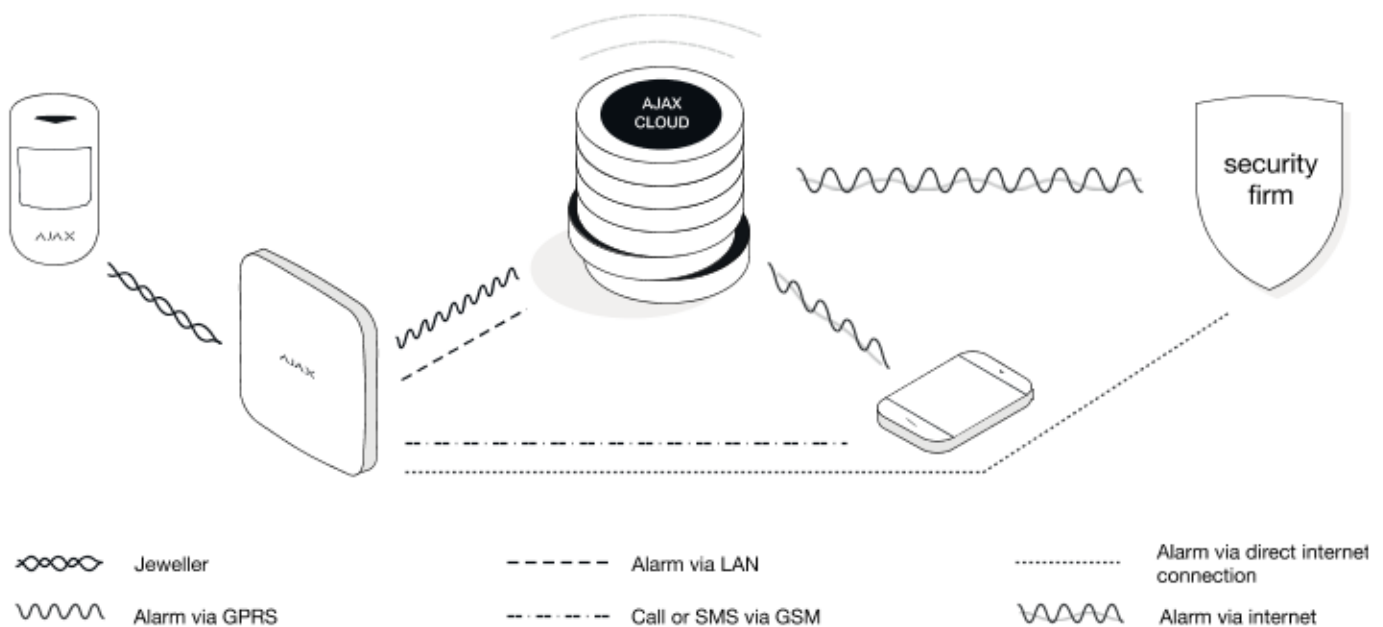 AJAX
CLOUD
security
firm
AJAX
AJAX
Jeweller
Alarm via LAN
Alarm via direct internet
connection
Alarm via GPRS
Call or SMS via GSM
Alarm via internet